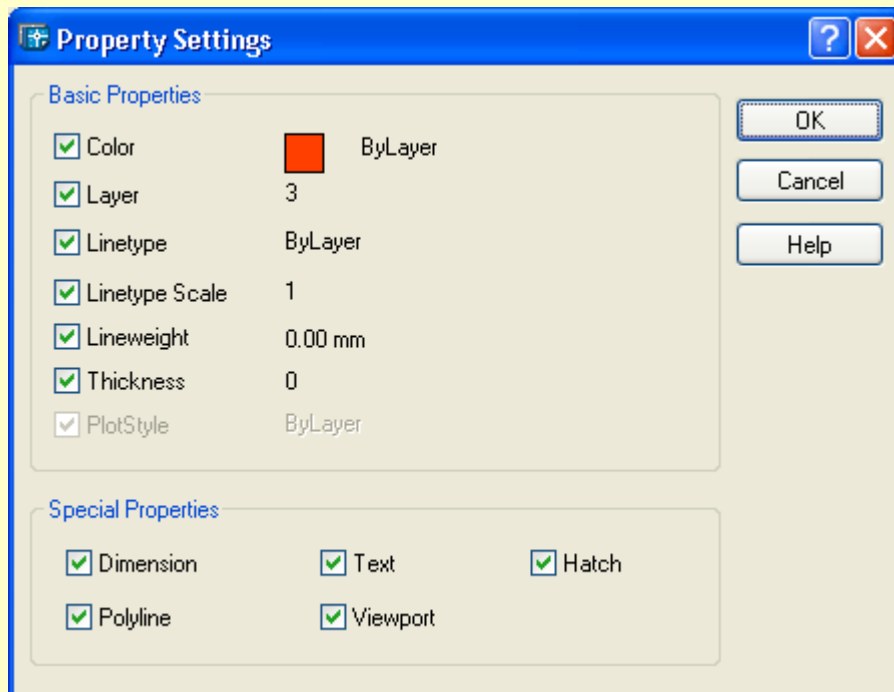 Property Settings
Basic Properties
Color ByLayer
Layer 3
Linetype ByLayer
Linetype Scale 1
Lineweight 0.00 mm
Thickness 0
PlotStyle ByLayer
OK
Cancel
Help
Special Properties
Dimension Text Hatch
Polyline Viewport